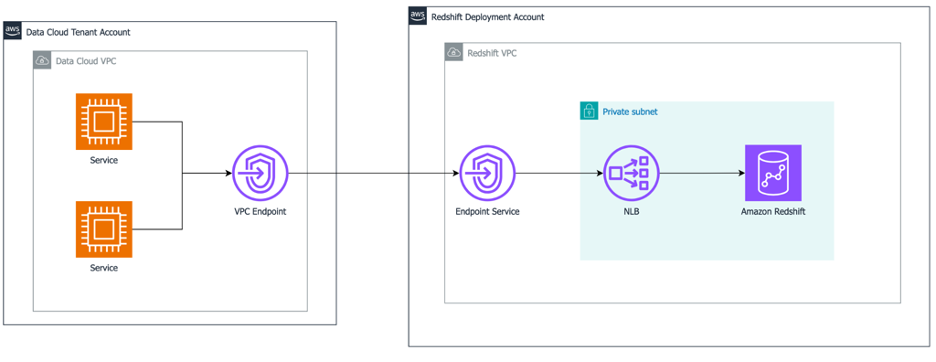 aws
Data Cloud Tenant Account
Data Cloud VPC
Service
Service
VPC Endpoint
aws
Redshift Deployment Account
Redshift VPC
Private subnet
Endpoint Service
NLB
Amazon Redshift